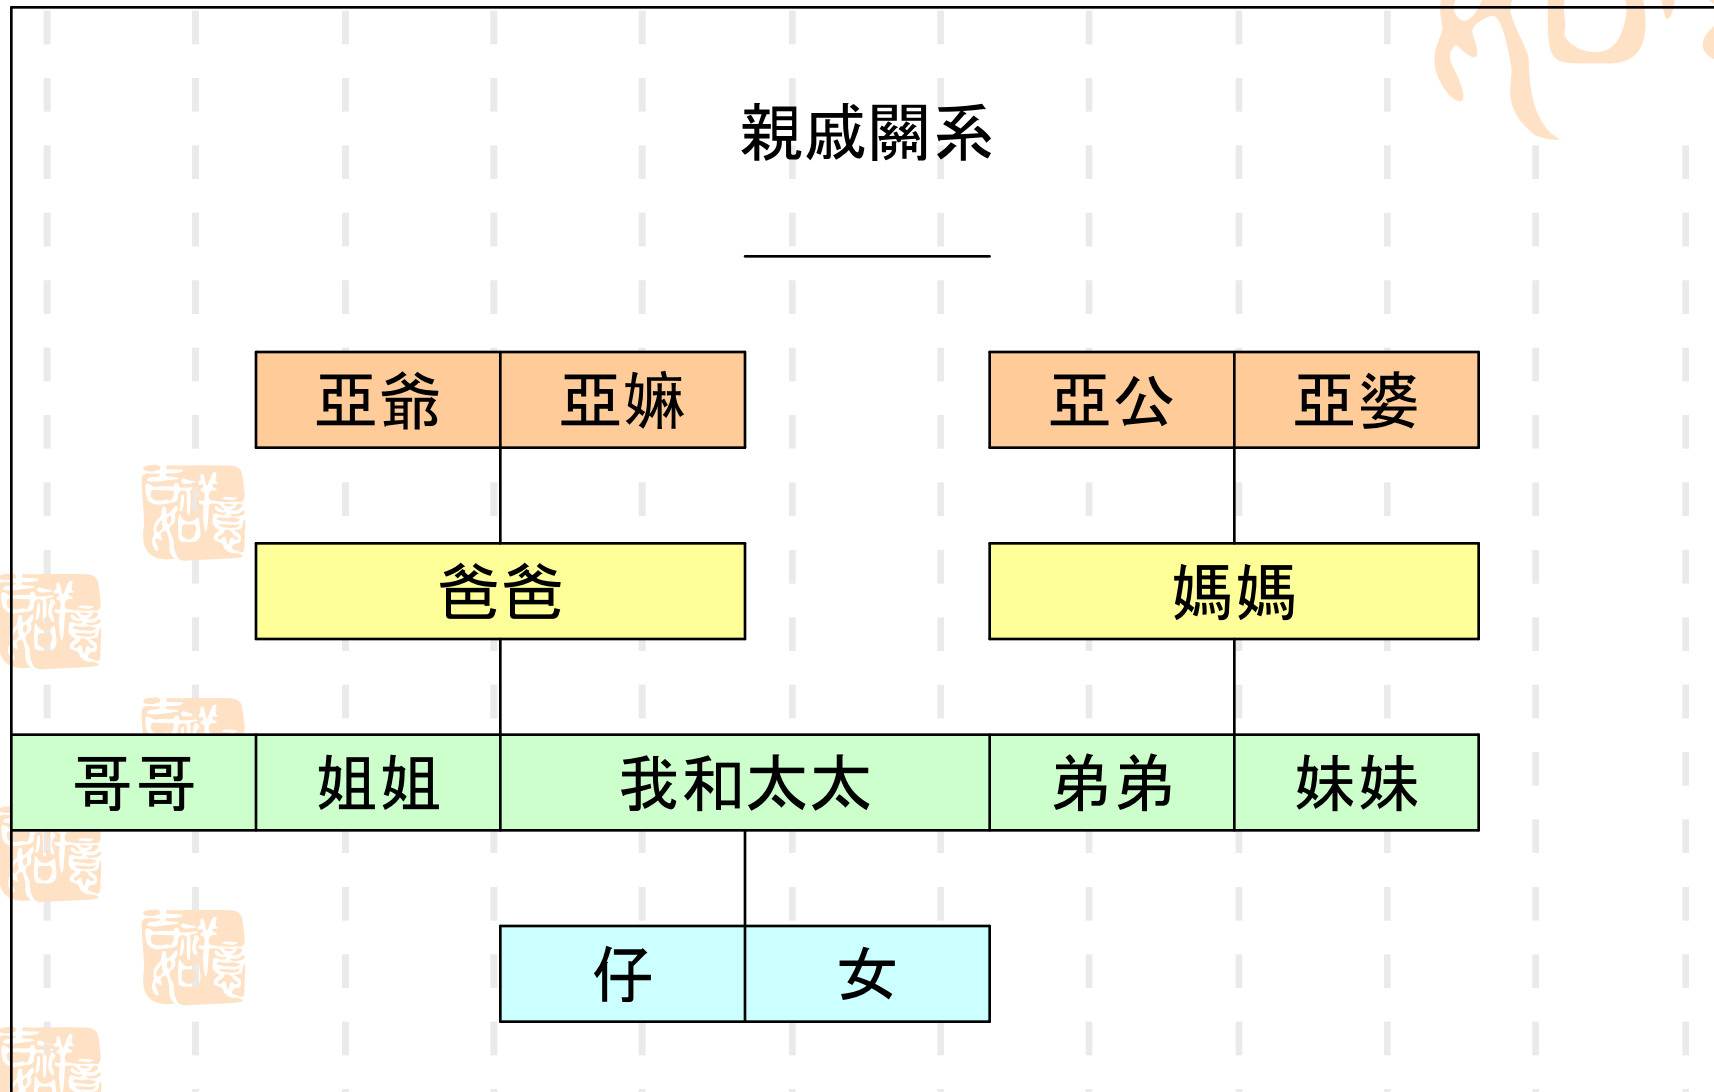 親戚關系
亞爺 亞嫲 亞公 亞婆
爸爸 媽媽
哥哥 姐姐 我和太太 弟弟 妹妹
仔 女